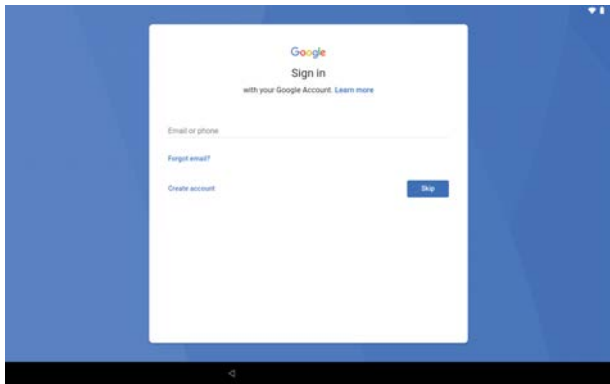 Google
Sign in
with your Google Account. Learn more
Email or phone
Forgot email?
Create account
Skip